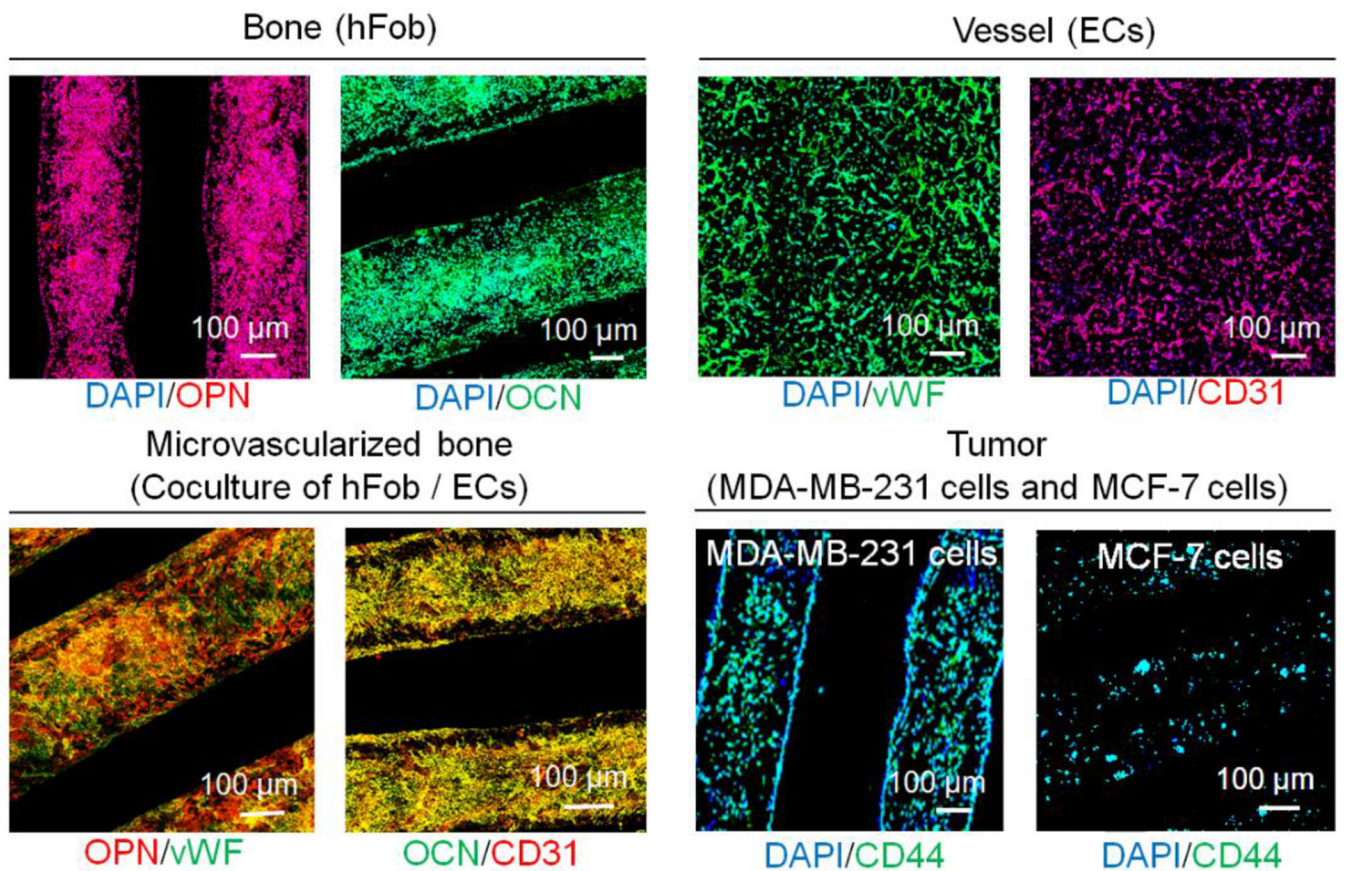 Bone (hFob)
Vessel (ECs)
100 µm
100 µm
100 µm
100 µm
DAPI/OPN
DAPI/OCN
DAPI/vWF
DAPI/CD31
Microvascularized bone
(Coculture of hFob / ECs)
Tumor
(MDA-MB-231 cells and MCF-7 cells)
MDA-MB-231 cells
MCF-7 cells
100 µm
100 µm
100 µm
100 µm
OPN/vWF
OCN/CD31
DAPI/CD44
DAPI/CD44